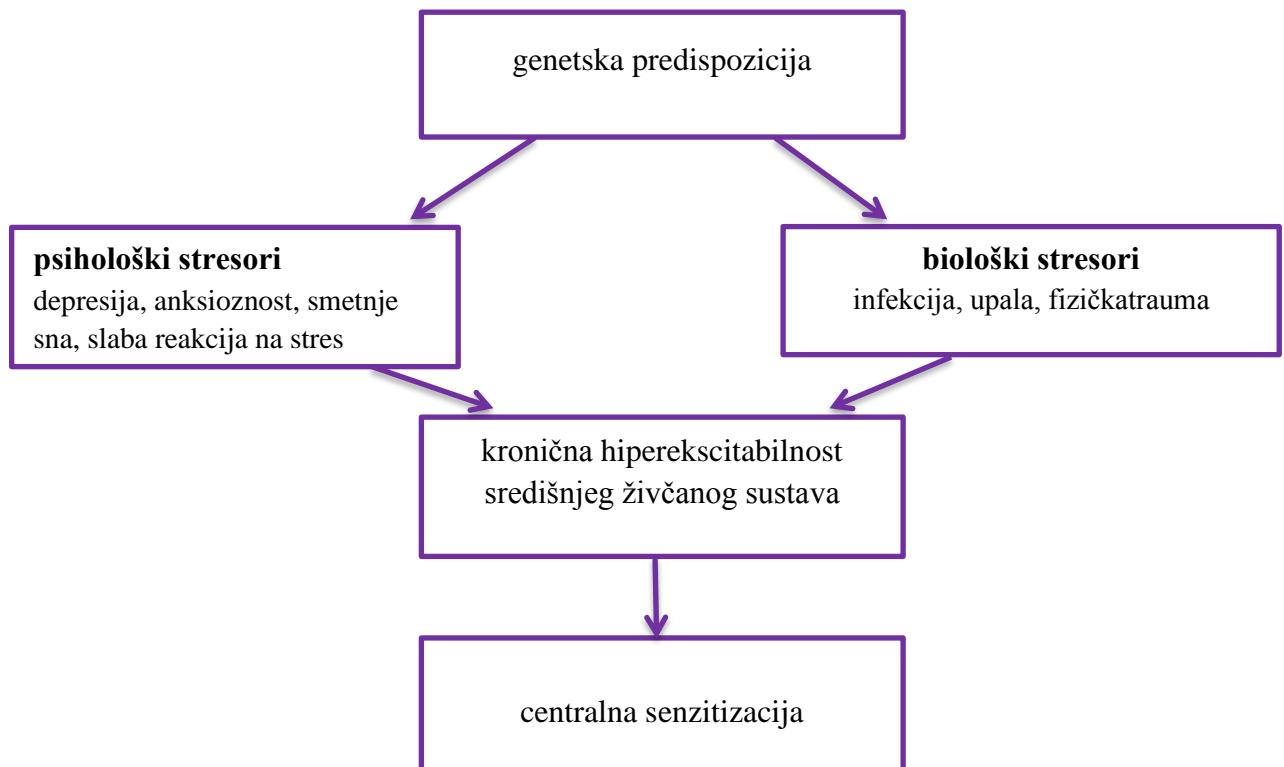 genetska predispozicija
psihološki stresori
depresija, anksioznost, smetnje
sna, slaba reakcija na stres
biološki stresori
infekcija, upala, fizičkatrauma
kronična hiperekscitabilnost
središnjeg živčanog sustava
centralna senzitizacija